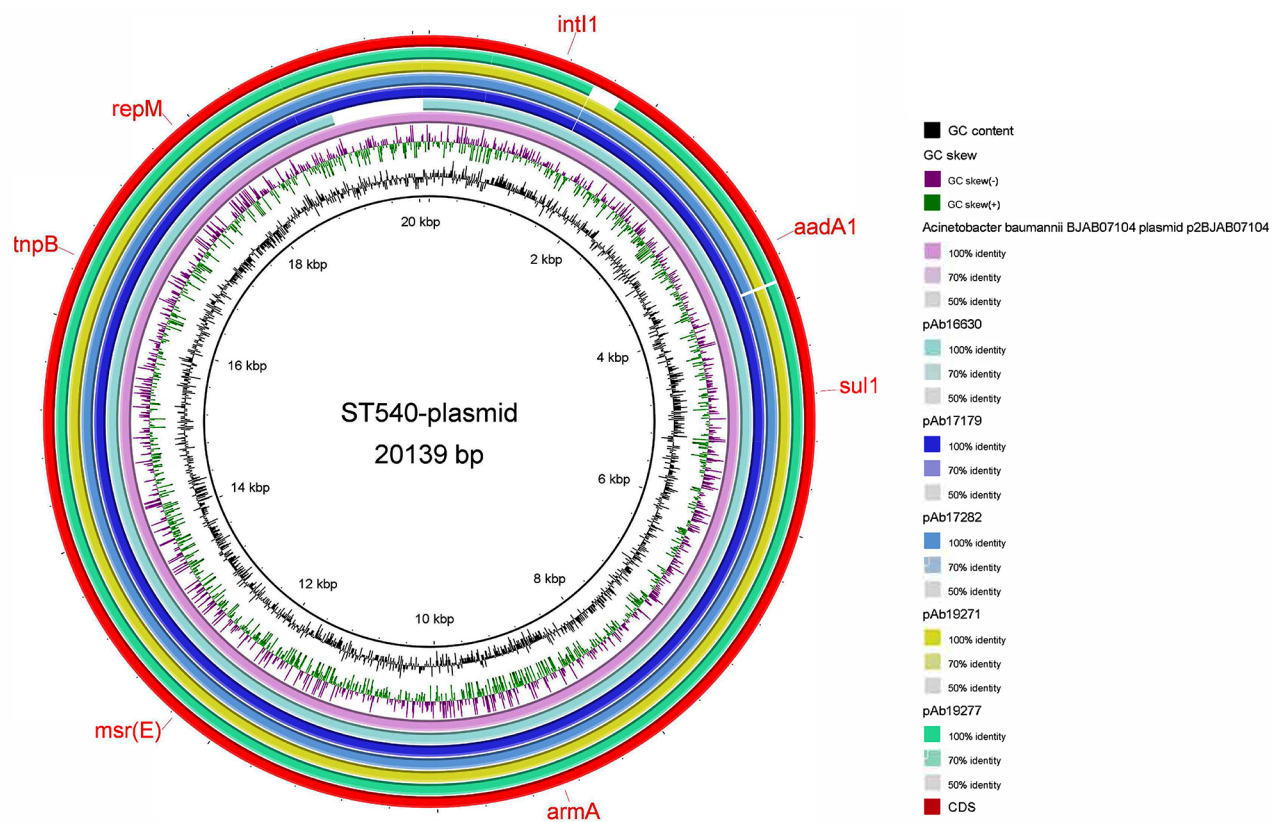 intI1
repM
aadA1
tnpB
sul1
msr(E)
armA
20 kbp
2 kbp
18 kbp
4 kbp
16 kbp
ST540-plasmid
20139 bp
6 kbp
14 kbp
8 kbp
12 kbp
10 kbp
GC content
GC skew
GC skew(-)
GC skew(+)
Acinetobacter baumannii BJAB07104 plasmid p2BJAB07104
100% identity
70% identity
50% identity
pAb16630
100% identity
70% identity
50% identity
pAb17179
100% identity
70% identity
50% identity
pAb17282
100% identity
70% identity
50% identity
pAb19271
100% identity
70% identity
50% identity
pAb19277
100% identity
70% identity
50% identity
CDS